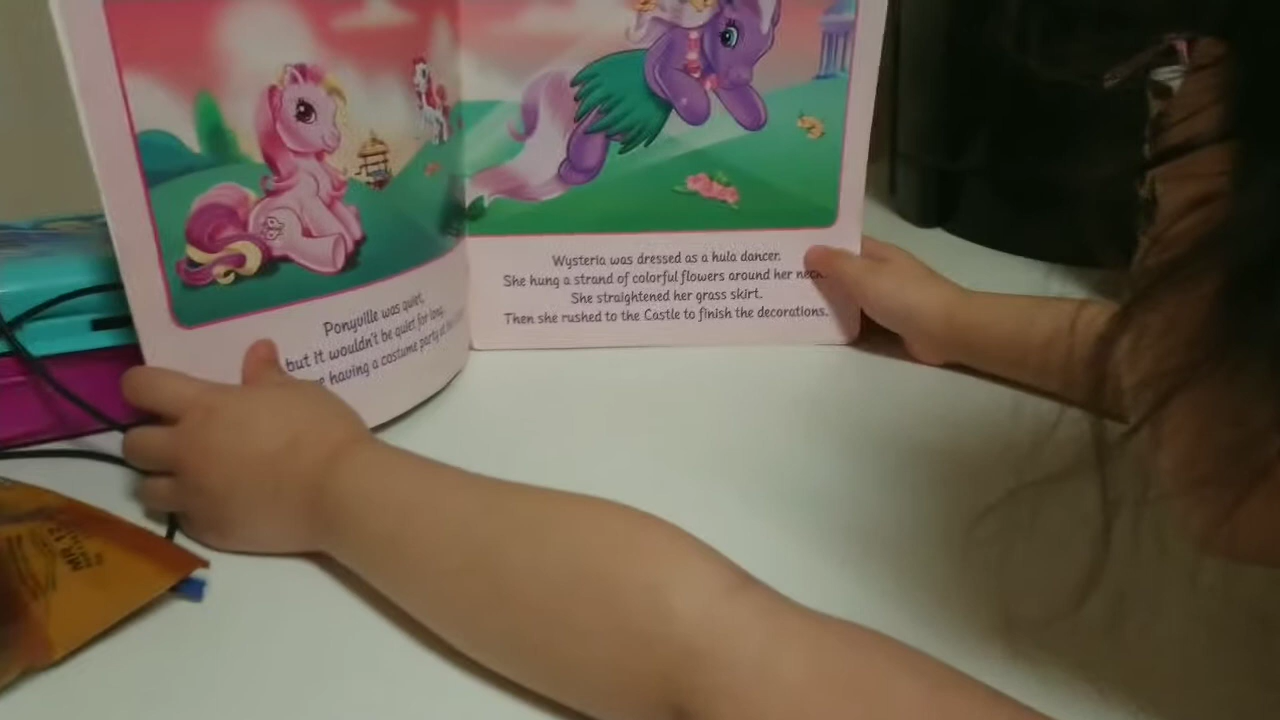 Ponyville was quiet,
but it wouldn't be quiet for long.
having a costume party at the
Wysteria was dressed as a hula dancer.
She hung a strand of colorful flowers around her neck.
She straightened her grass skirt.
Then she rushed to the Castle to finish the decorations.